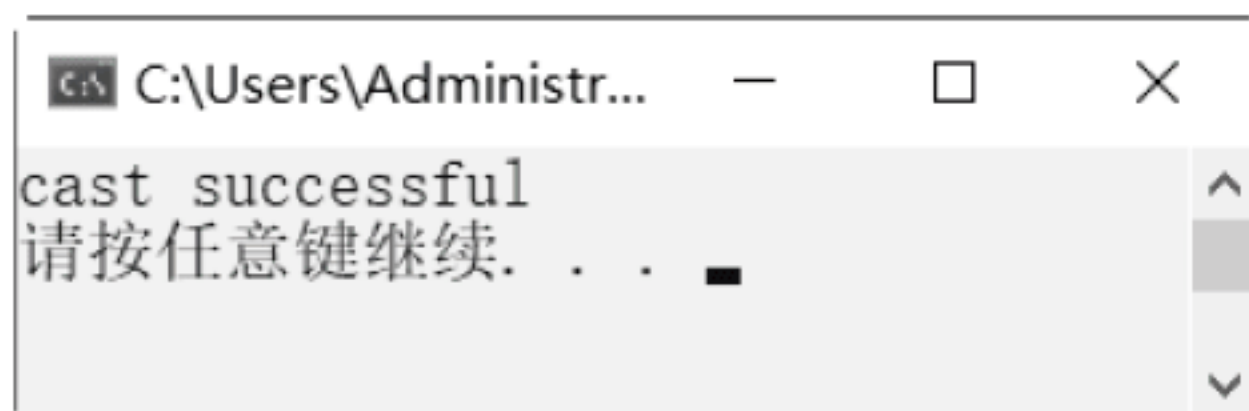 C:\Users\Administr...
cast successful
请按任意键继续. . .